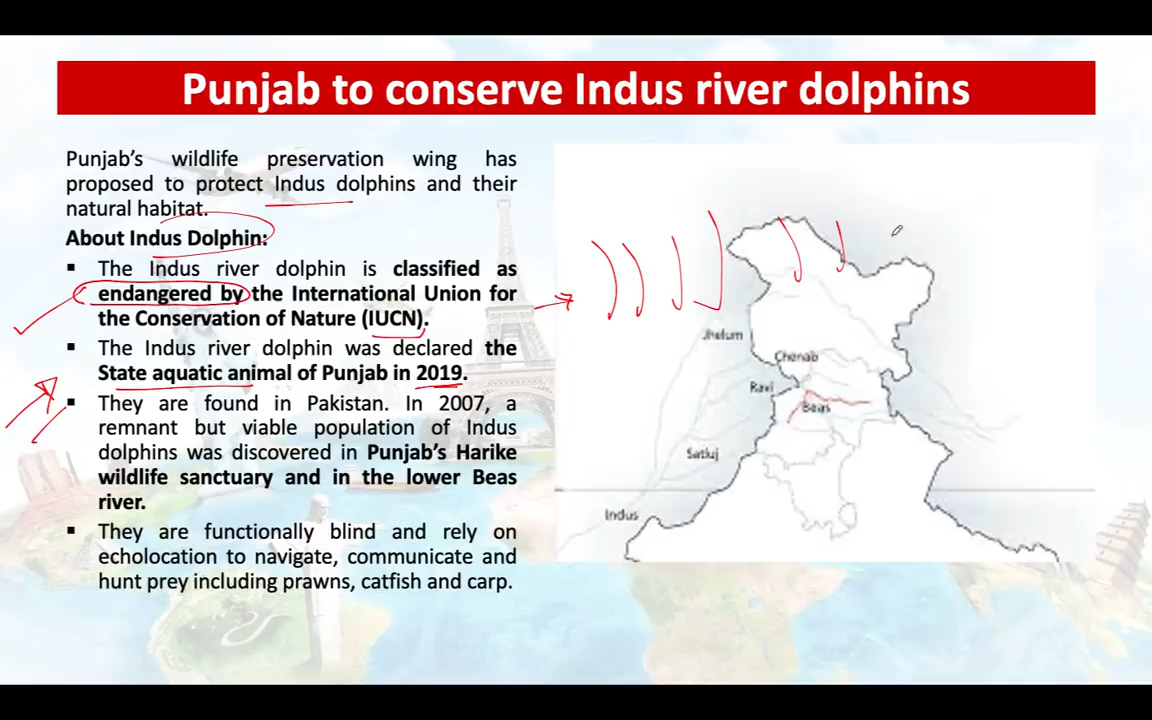 Punjab to conserve Indus river dolphins
Punjab’s wildlife preservation wing has
proposed to protect Indus dolphins and their
natural habitat.
About Indus Dolphin:
▪ The Indus river dolphin is classified as
endangered by the International Union for
the Conservation of Nature (IUCN).
▪ The Indus river dolphin was declared the
State aquatic animal of Punjab in 2019.
▪ They are found in Pakistan. In 2007, a
remnant but viable population of Indus
dolphins was discovered in Punjab’s Harike
wildlife sanctuary and in the lower Beas
river.
▪ They are functionally blind and rely on
echolocation to navigate, communicate and
hunt prey including prawns, catfish and carp.
Jhelum
Chenab
Ravi
Beas
Satluj
Indus